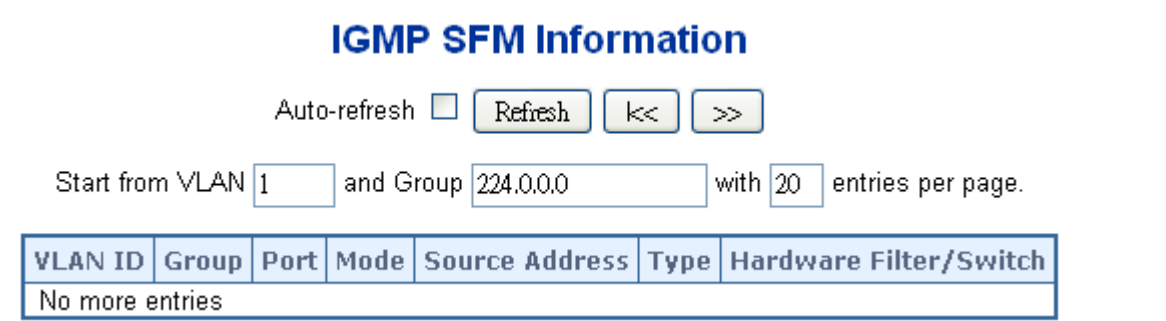 IGMP SFM Information
Auto-refresh Refresh |<< >>
Start from VLAN 1 and Group 224.0.0.0 with 20 entries per page.
VLAN ID Group Port Mode Source Address Type Hardware Filter/Switch
No more entries